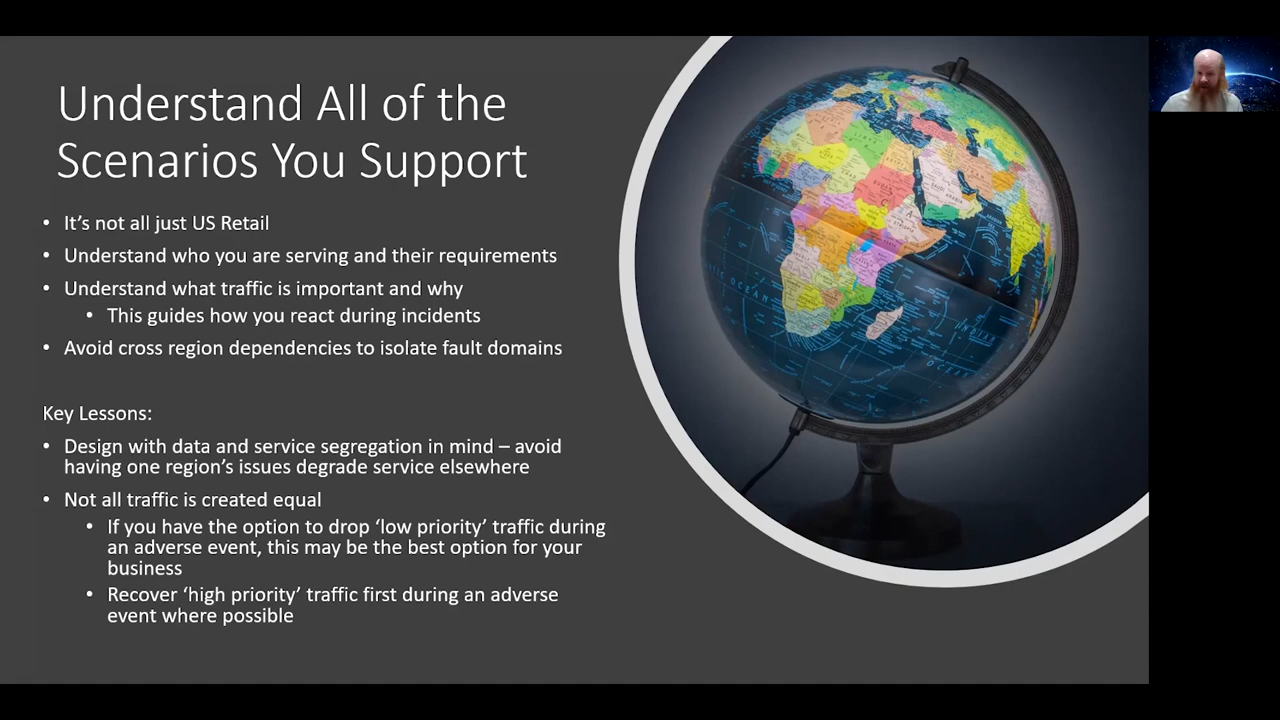 Understand All of the
Scenarios You Support
• It's not all just US Retail
• Understand who you are serving and their requirements
• Understand what traffic is important and why
• This guides how you react during incidents
• Avoid cross region dependencies to isolate fault domains
Key Lessons:
• Design with data and service segregation in mind – avoid
having one region's issues degrade service elsewhere
• Not all traffic is created equal
• If you have the option to drop 'low priority' traffic during
an adverse event, this may be the best option for your
business
• Recover 'high priority' traffic first during an adverse
event where possible
SAUDI ARABIA
ETHIOPIA
OCEAN